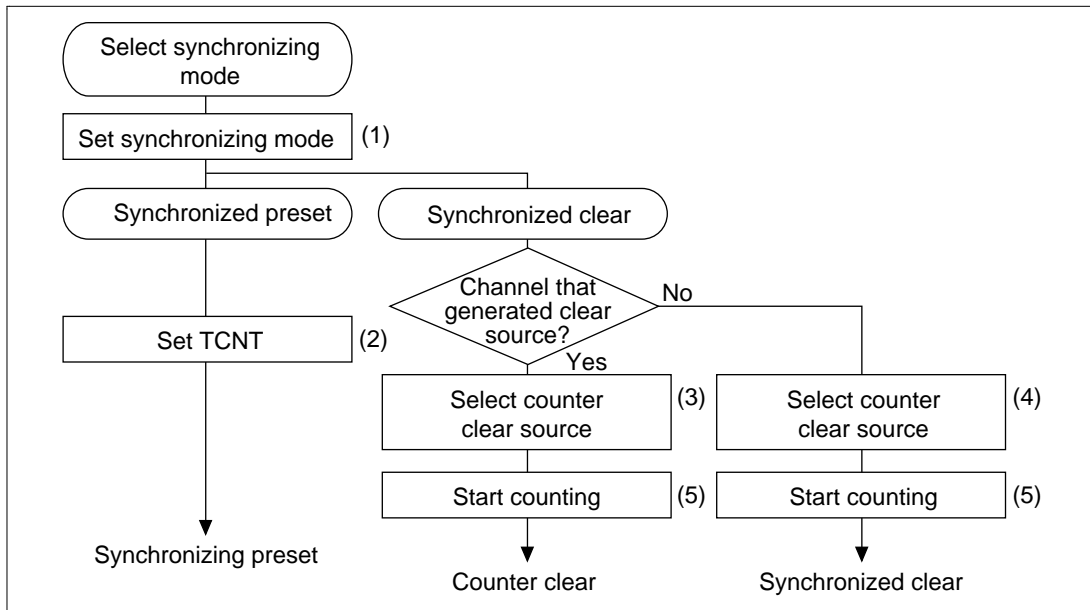 Select synchronizing
mode
Set synchronizing mode (1)
Synchronized preset
Synchronized clear
Channel that
generated clear
source?
No
Yes
Set TCNT (2)
Select counter
clear source (3)
Select counter
clear source (4)
Start counting (5)
Start counting (5)
Synchronizing preset
Counter clear
Synchronized clear